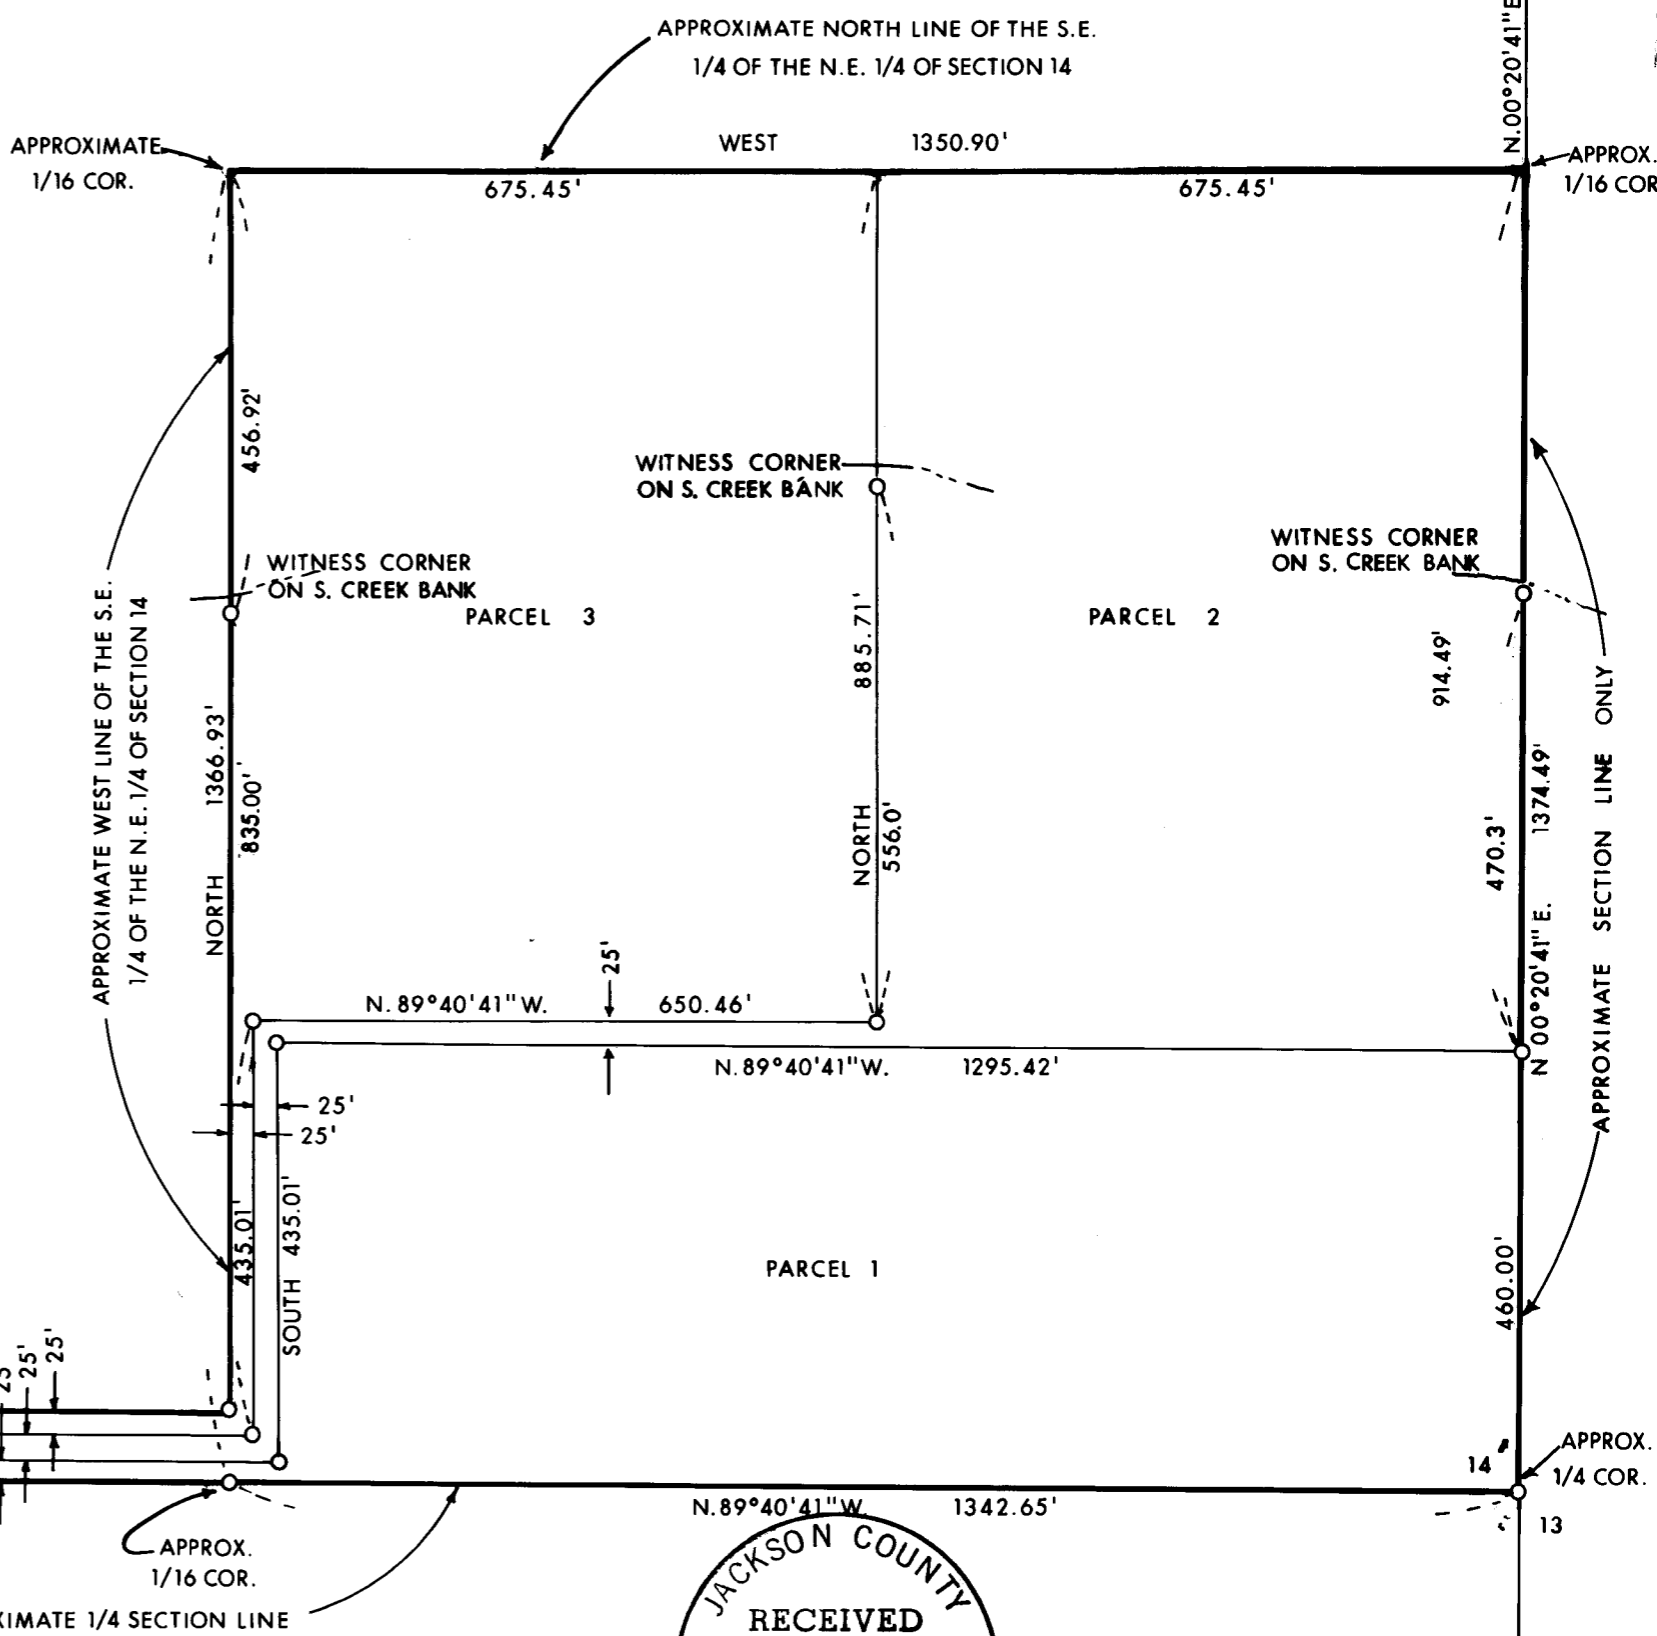 APPROXIMATE NORTH LINE OF THE S.E.
1/4 OF THE N.E. 1/4 OF SECTION 14
N.00°20'41"E
APPROXIMATE
1/16 COR.
WEST 1350.90'
APPROX.
1/16 COR
675.45'
675.45'
456.92'
WITNESS CORNER
ON S. CREEK BANK
WITNESS CORNER
ON S. CREEK BANK
WITNESS CORNER
ON S. CREEK BANK
PARCEL 3
PARCEL 2
APPROXIMATE WEST LINE OF THE S.E.
1/4 OF THE N.E. 1/4 OF SECTION 14
NORTH 1366.93'
835.00'
NORTH 885.71'
556.0'
914.49'
470.3'
N 00°20'41" E. 1374.49'
APPROXIMATE SECTION LINE ONLY
25'
N. 89°40'41"W. 650.46'
N. 89°40'41"W. 1295.42'
25'
25'
435.01'
SOUTH 435.01'
PARCEL 1
460.00'
25'
25'
14
APPROX.
1/4 COR.
13
N. 89°40'41"W. 1342.65'
APPROX.
1/16 COR.
XIMATE 1/4 SECTION LINE
JACKSON COUNTY
RECEIVED